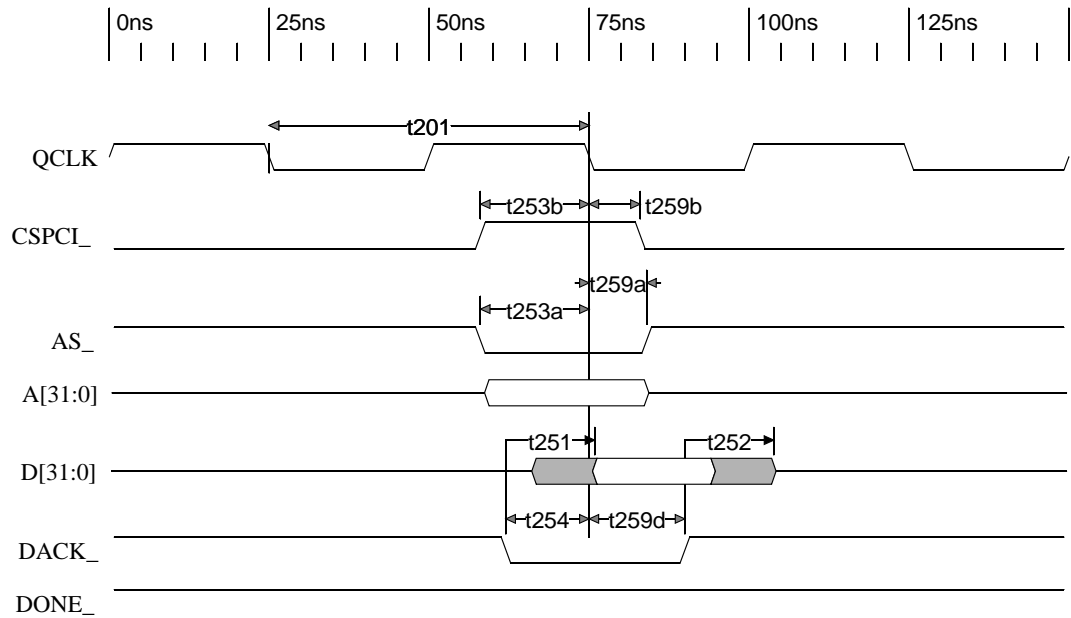 0ns 25ns 50ns 75ns 100ns 125ns
t201
QCLK
t253b t259b
CSPCI_
t259a
t253a
AS_
A[31:0]
t251 t252
D[31:0]
t254 t259d
DACK_
DONE_